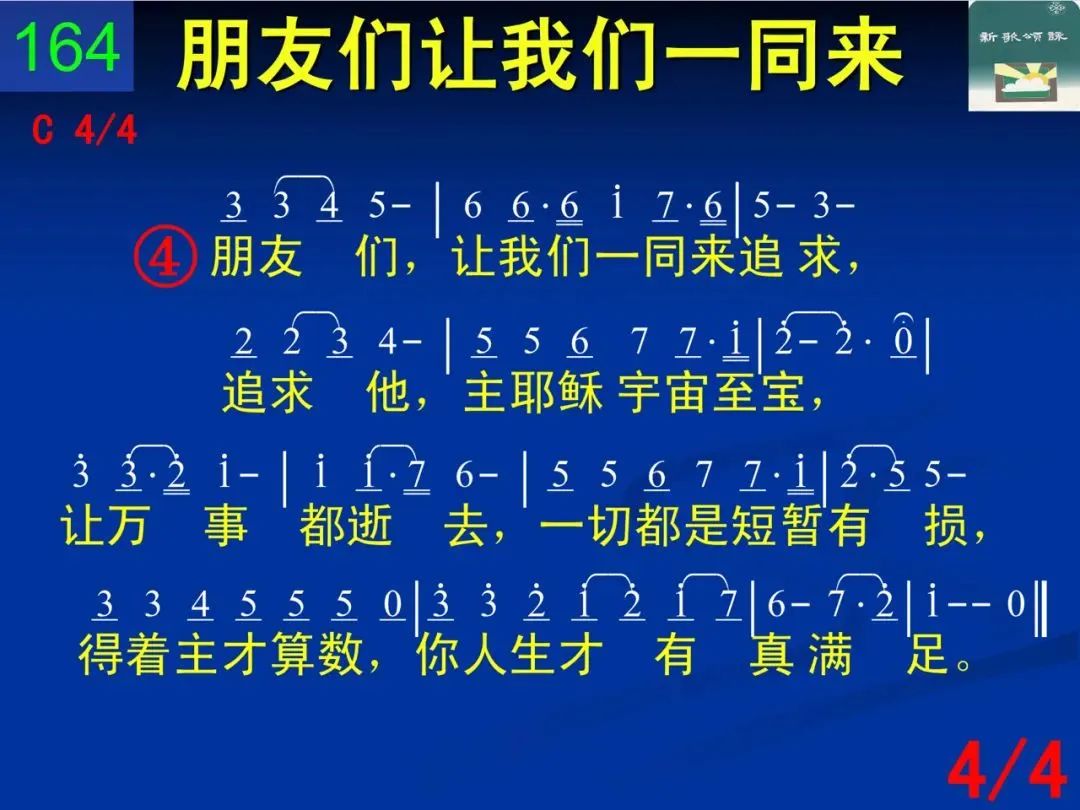 164
朋友们让我们一同来
新歌颂咏
C 4/4
3 3 4 5- | 6 6·6 i 7·6 | 5- 3-
④ 朋友 们，让我们一同来追 求，
2 2 3 4- | 5 5 6 7 7·i | 2̇- 2̇· 0 |
追求 他，主耶稣 宇宙至宝，
3̇ 3̇·2̇ i- | i i·7 6- | 5 5 6 7 7·i | 2̇·5 5-
让万 事 都逝 去，一切都是短暂有 损，
3 3 4 5 5 5 0 | 3̇ 3̇ 2̇ i 2̇ i 7 | 6- 7·2̇ | i-- 0 ‖
得着主才算数，你人生才 有 真 满 足。
4/4